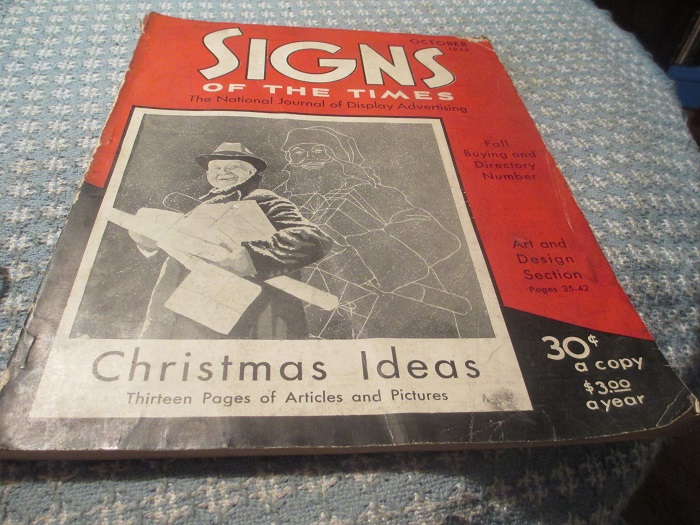 SIGNS
OCTOBER
OF THE TIMES
The National Journal of Display Advertising
Fall
Buying and
Directory
Number
Art and
Design
Section
Pages 35-42
Christmas Ideas
Thirteen Pages of Articles and Pictures
30¢
a copy
$3.00
a year